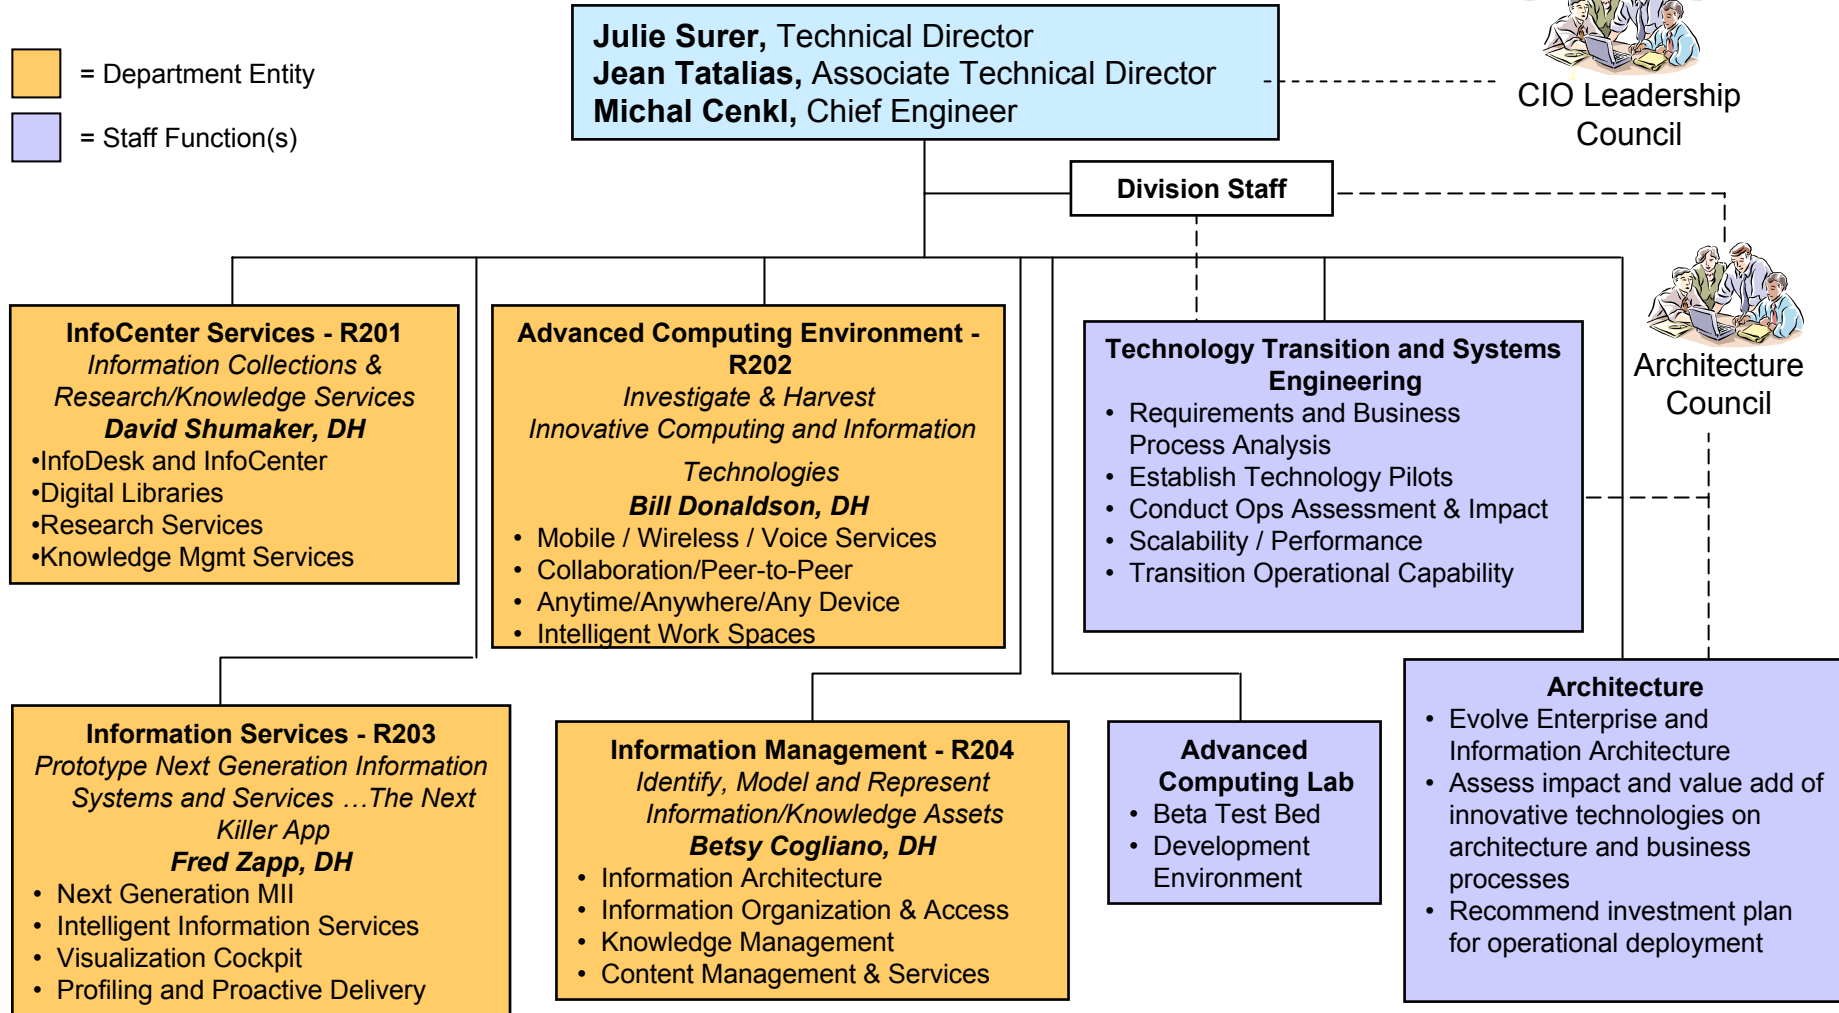 Julie Surer, Technical Director
Jean Tatalias, Associate Technical Director
Michal Cenkl, Chief Engineer
= Department Entity
= Staff Function(s)
CIO Leadership
Council
Division Staff
InfoCenter Services - R201
Information Collections &
Research/Knowledge Services
David Shumaker, DH
•InfoDesk and InfoCenter
•Digital Libraries
•Research Services
•Knowledge Mgmt Services
Advanced Computing Environment -
R202
Investigate & Harvest
Innovative Computing and Information
Technologies
Bill Donaldson, DH
• Mobile / Wireless / Voice Services
• Collaboration/Peer-to-Peer
• Anytime/Anywhere/Any Device
• Intelligent Work Spaces
Technology Transition and Systems
Engineering
• Requirements and Business
Process Analysis
• Establish Technology Pilots
• Conduct Ops Assessment & Impact
• Scalability / Performance
• Transition Operational Capability
Architecture
Council
Information Services - R203
Prototype Next Generation Information
Systems and Services …The Next
Killer App
Fred Zapp, DH
• Next Generation MII
• Intelligent Information Services
• Visualization Cockpit
• Profiling and Proactive Delivery
Information Management - R204
Identify, Model and Represent
Information/Knowledge Assets
Betsy Cogliano, DH
• Information Architecture
• Information Organization & Access
• Knowledge Management
• Content Management & Services
Advanced
Computing Lab
• Beta Test Bed
• Development
Environment
Architecture
• Evolve Enterprise and
Information Architecture
• Assess impact and value add of
innovative technologies on
architecture and business
processes
• Recommend investment plan
for operational deployment